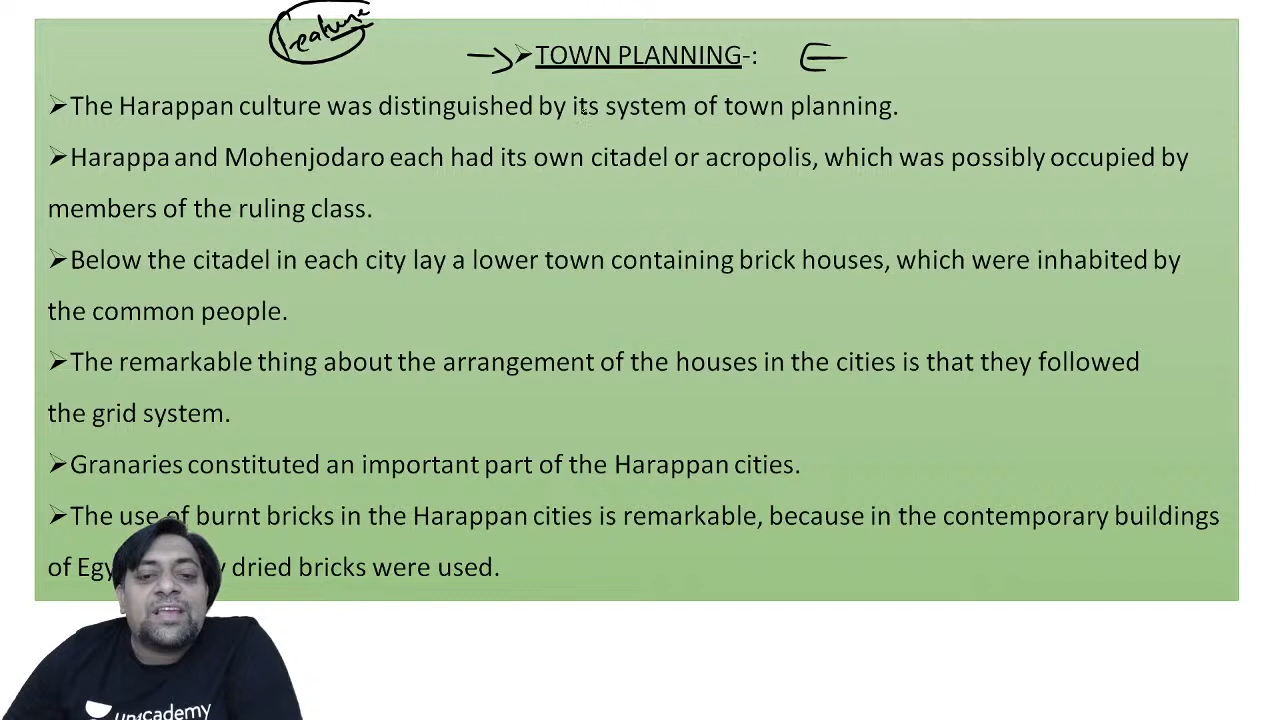 Feature
➢TOWN PLANNING-:
➢The Harappan culture was distinguished by its system of town planning.
➢Harappa and Mohenjodaro each had its own citadel or acropolis, which was possibly occupied by
members of the ruling class.
➢Below the citadel in each city lay a lower town containing brick houses, which were inhabited by
the common people.
➢The remarkable thing about the arrangement of the houses in the cities is that they followed
the grid system.
➢Granaries constituted an important part of the Harappan cities.
➢The use of burnt bricks in the Harappan cities is remarkable, because in the contemporary buildings
of dried bricks were used.
unacademy